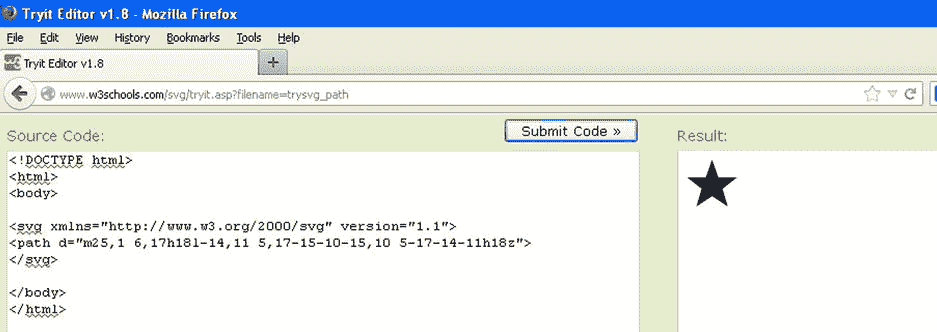 Tryit Editor v1.8 - Mozilla Firefox
File Edit View History Bookmarks Tools Help
Tryit Editor v1.8
www.w3schools.com/svg/tryit.asp?filename=trysvg_path
Source Code:
Submit Code »
Result:
<!DOCTYPE html>
<html>
<body>
<svg xmlns="http://www.w3.org/2000/svg" version="1.1">
<path d="m25,1 6,17h18l-14,11 5,17-15-10-15,10 5-17-14-11h18z">
</svg>
</body>
</html>